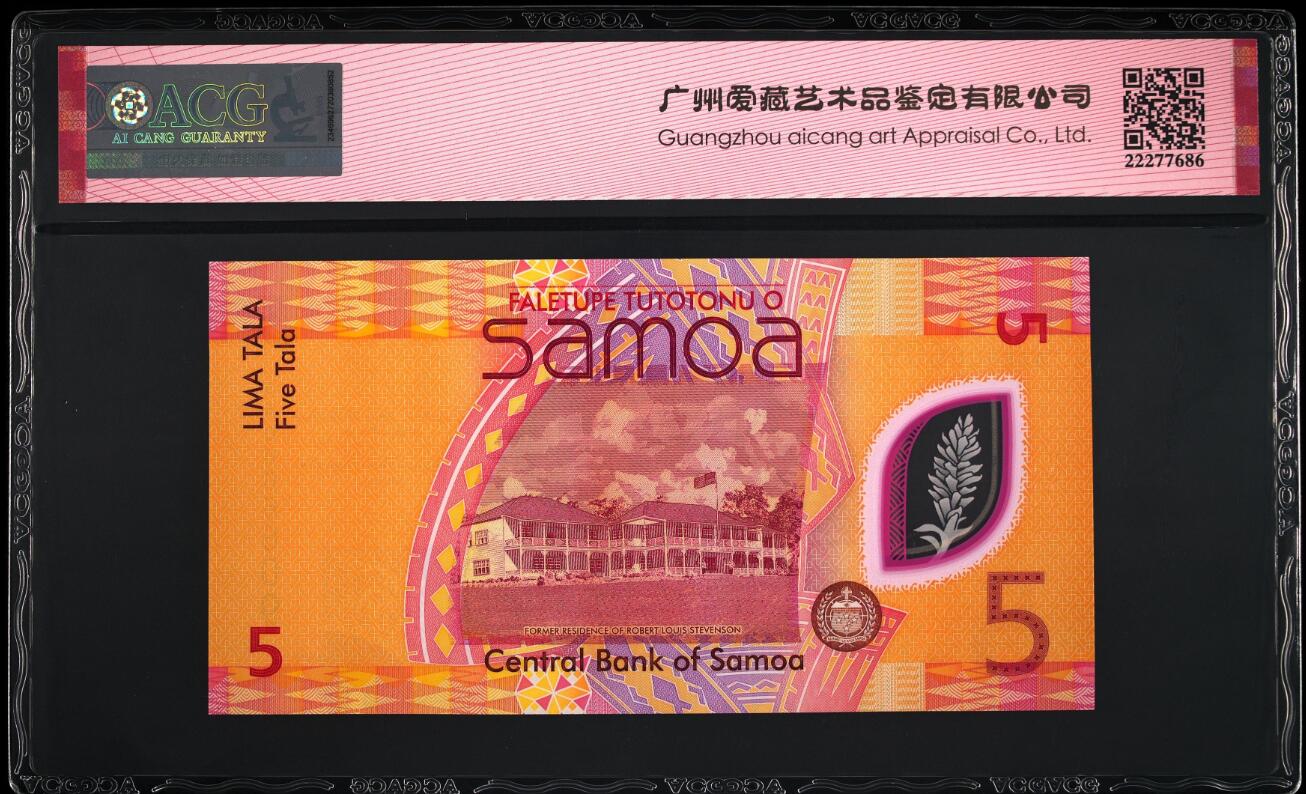 ACG
AI CANG GUARANTY
广州爱藏艺术品鉴定有限公司
Guangzhou aicang art Appraisal Co., Ltd.
22277686
LIMA TALA
Five Tala
FALETUPE TUTOTONU O
samoa
5
FORMER RESIDENCE OF ROBERT LOUIS STEVENSON
Central Bank of Samoa
5
5